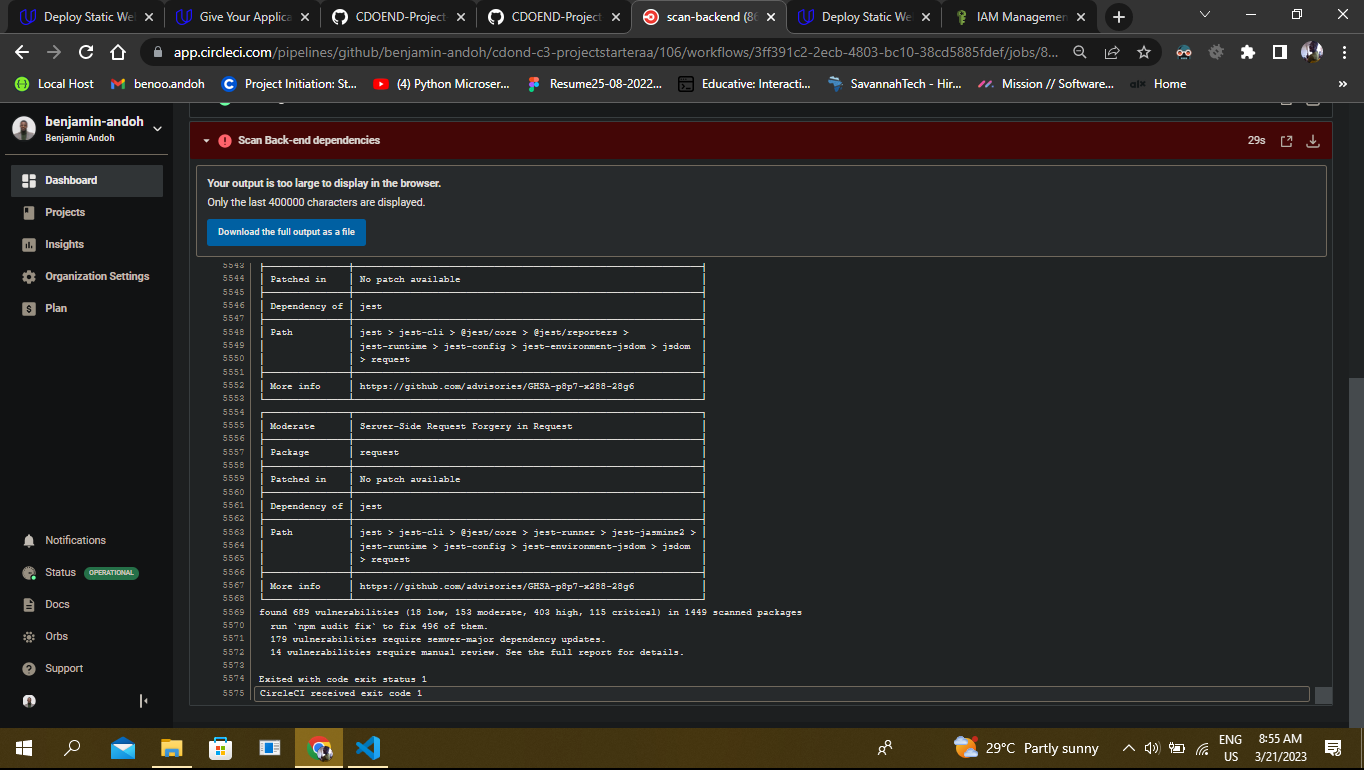 Deploy Static We
Give Your Applica
CDOEND-Project
CDOEND-Project
scan-backend (86
Deploy Static We
IAM Managemen
app.circleci.com/pipelines/github/benjamin-andoh/cdond-c3-projectstarteraa/106/workflows/3ff391c2-2ecb-4803-bc10-38cd5885fdef/jobs/8...
Local Host
benoo.andoh
Project Initiation: St...
(4) Python Microser...
Resume25-08-2022...
Educative: Interacti...
SavannahTech - Hir...
Mission // Software...
alx
Home
»
benjamin-andoh
Benjamin Andoh
Dashboard
Projects
Insights
Organization Settings
Plan
Notifications
Status OPERATIONAL
Docs
Orbs
Support
Scan Back-end dependencies
29s
Your output is too large to display in the browser.
Only the last 400000 characters are displayed.
Download the full output as a file
5543
5544 Patched in No patch available
5545
5546 Dependency of jest
5547
5548 Path jest > jest-cli > @jest/core > @jest/reporters >
5549 jest-runtime > jest-config > jest-environment-jsdom > jsdom
5550 > request
5551
5552 More info https://github.com/advisories/GHSA-p8p7-x288-28g6
5553
5554
5555 Moderate Server-Side Request Forgery in Request
5556
5557 Package request
5558
5559 Patched in No patch available
5560
5561 Dependency of jest
5562
5563 Path jest > jest-cli > @jest/core > jest-runner > jest-jasmine2 >
5564 jest-runtime > jest-config > jest-environment-jsdom > jsdom
5565 > request
5566
5567 More info https://github.com/advisories/GHSA-p8p7-x288-28g6
5568
5569 found 689 vulnerabilities (18 low, 153 moderate, 403 high, 115 critical) in 1449 scanned packages
5570 run `npm audit fix` to fix 496 of them.
5571 179 vulnerabilities require semver-major dependency updates.
5572 14 vulnerabilities require manual review. See the full report for details.
5573
5574 Exited with code exit status 1
5575 CircleCI received exit code 1
29°C Partly sunny
ENG
US
8:55 AM
3/21/2023